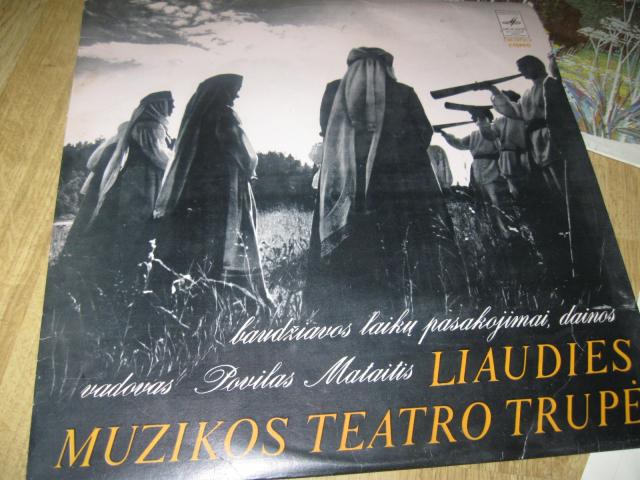 baudžiavos laikų pasakojimai, dainos
vadovas Povilas Mataitis LIAUDIES
MUZIKOS TEATRO TRUPĖ